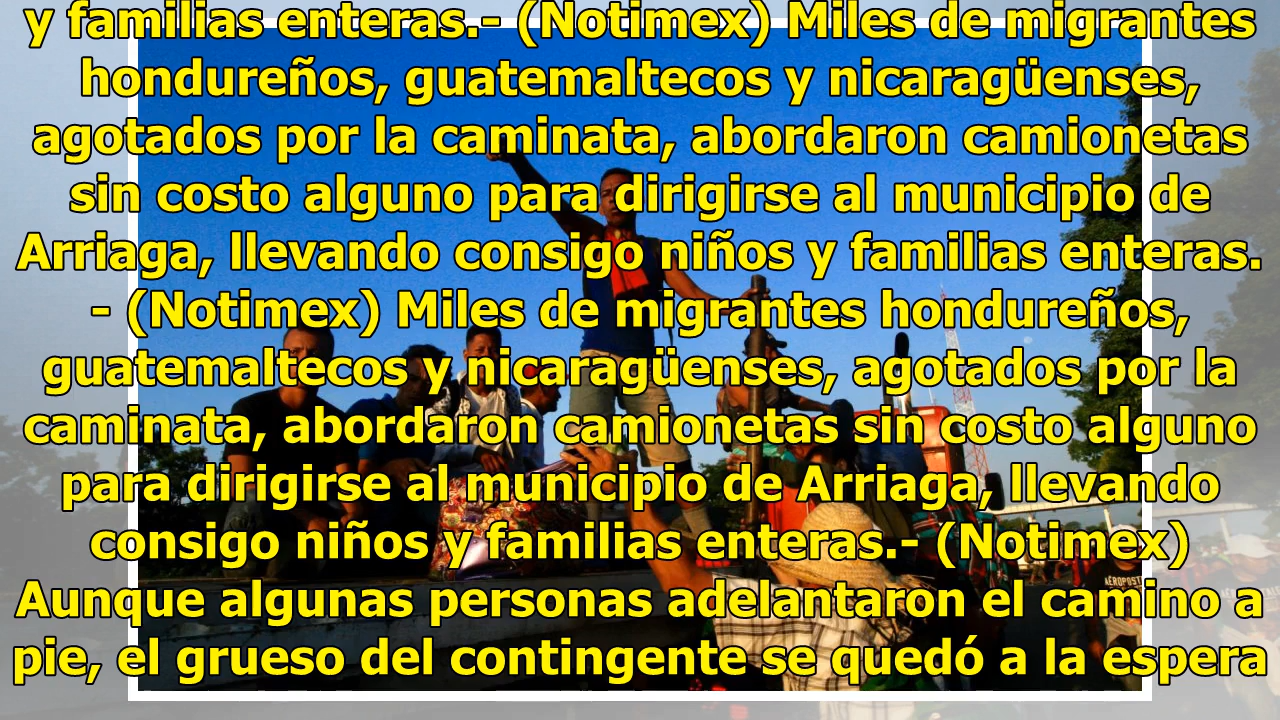 y familias enteras.- (Notimex) Miles de migrantes
hondureños, guatemaltecos y nicaragüenses,
agotados por la caminata, abordaron camionetas
sin costo alguno para dirigirse al municipio de
Arriaga, llevando consigo niños y familias enteras.
- (Notimex) Miles de migrantes hondureños,
guatemaltecos y nicaragüenses, agotados por la
caminata, abordaron camionetas sin costo alguno
para dirigirse al municipio de Arriaga, llevando
consigo niños y familias enteras.- (Notimex)
Aunque algunas personas adelantaron el camino a
pie, el grueso del contingente se quedó a la espera